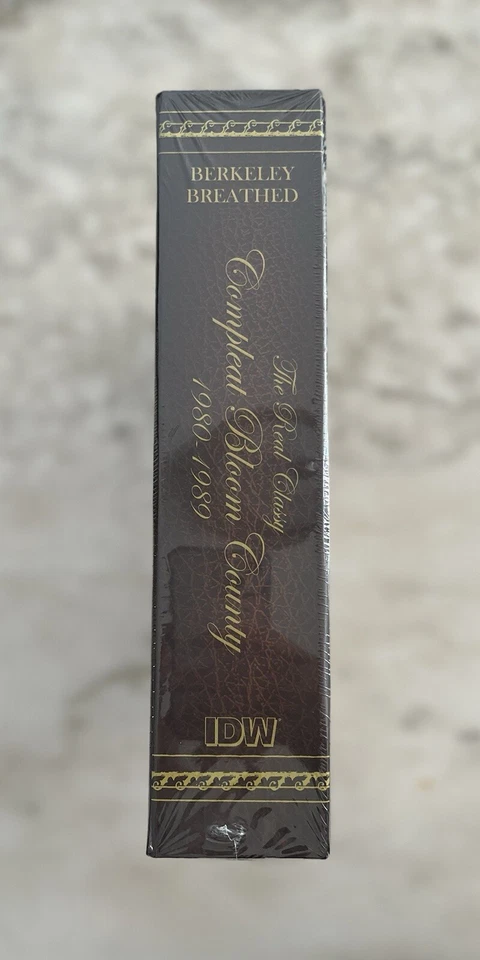 BERKELEY
BREATHED
The Real Classy
Compleat Bloom County
1980-1989
IDW